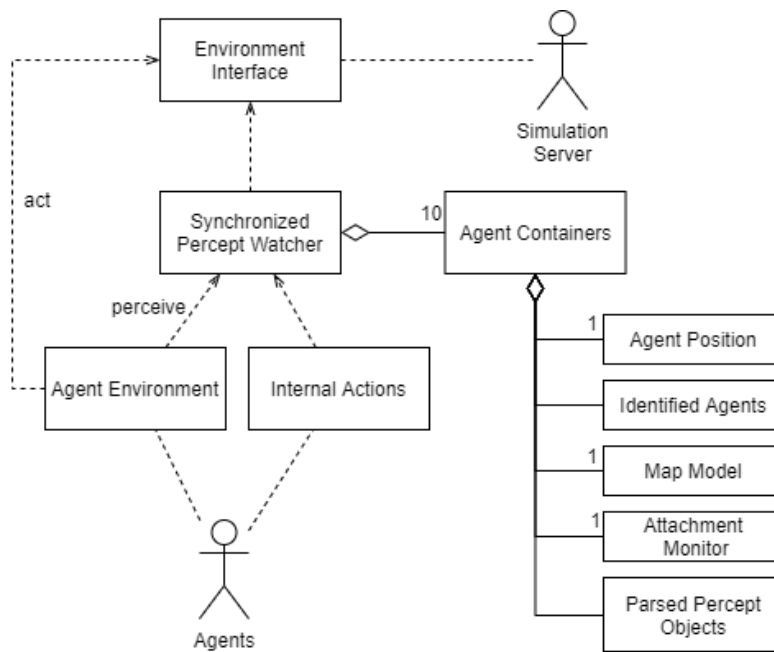 Environment
Interface
Simulation
Server
act
Synchronized
Percept Watcher
10
Agent Containers
perceive
Agent Environment
Internal Actions
1
Agent Position
Identified Agents
1
Map Model
1
Attachment
Monitor
Parsed Percept
Objects
Agents